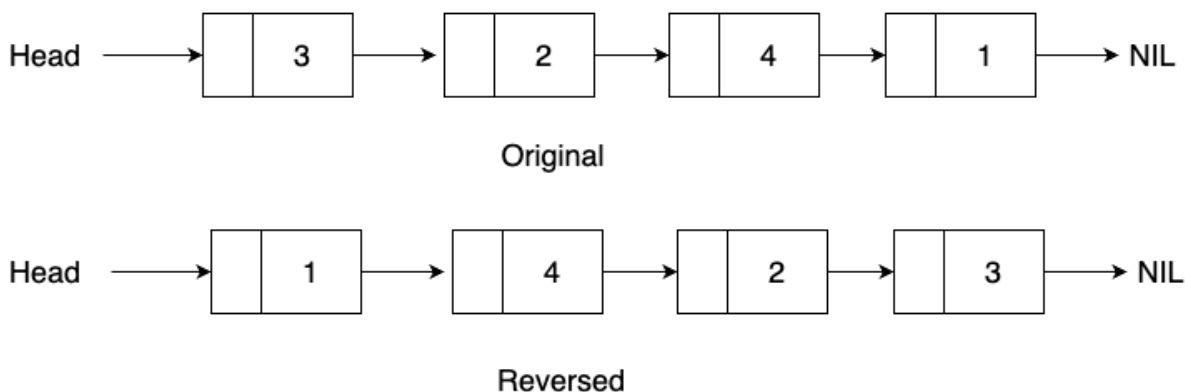 Head 3 2 4 1 NIL
Original
Head 1 4 2 3 NIL
Reversed